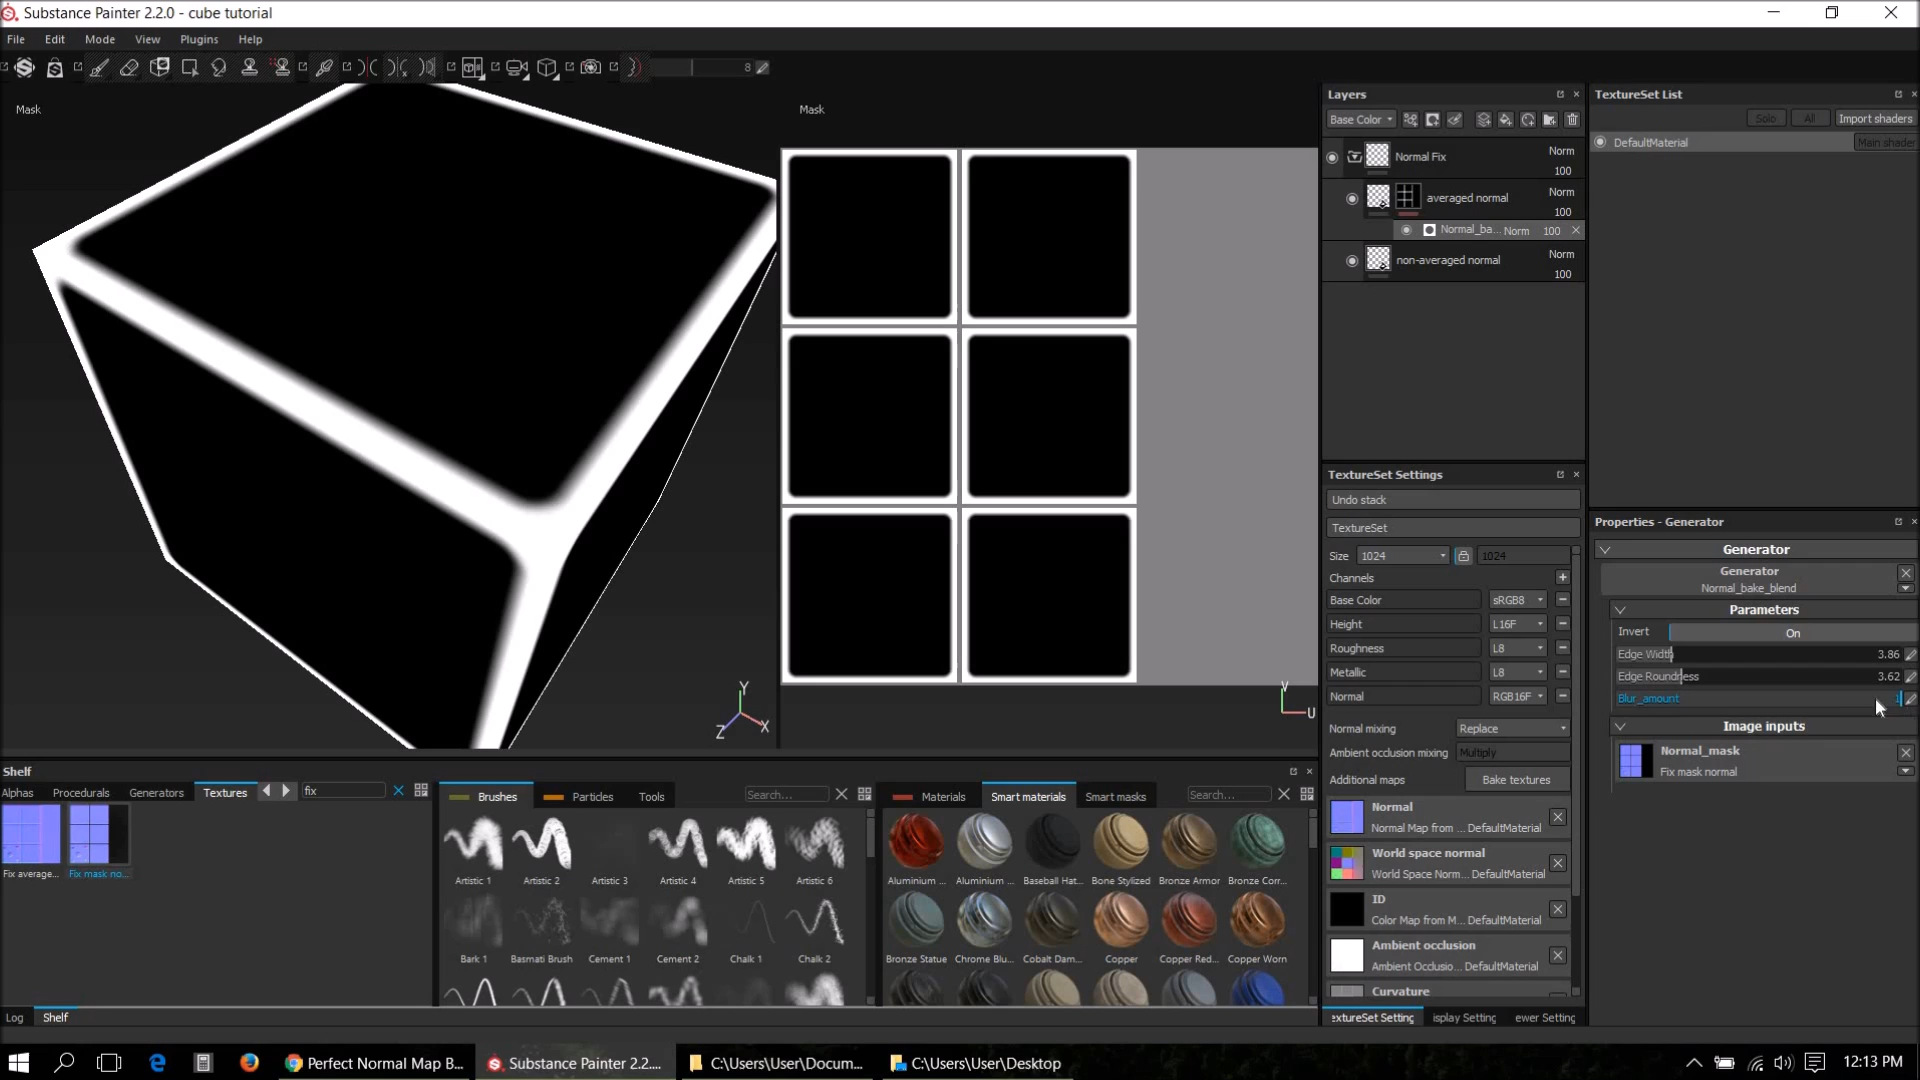 Substance Painter 2.2.0 - cube tutorial
File Edit Mode View Plugins Help
8
Mask
Mask
Y
Z
X
V
U
Layers
Base Color
Normal Fix Norm 100
averaged normal Norm 100
Normal_ba... Norm 100
non-averaged normal Norm 100
TextureSet List
Solo All Import shaders
DefaultMaterial Main shader
TextureSet Settings
Undo stack
TextureSet
Size 1024 1024
Channels
Base Color sRGB8
Height L16F
Roughness L8
Metallic L8
Normal RGB16F
Normal mixing Replace
Ambient occlusion mixing Multiply
Additional maps Bake textures
Normal
Normal Map from ... DefaultMaterial
World space normal
World Space Norm... DefaultMaterial
ID
Color Map from M... DefaultMaterial
Ambient occlusion
Ambient Occlusio... DefaultMaterial
Curvature
extureSet Setting isplay Setting ewer Setting
Properties - Generator
Generator
Generator
Normal_bake_blend
Parameters
Invert On
Edge Width 3.86
Edge Roundness 3.62
Blur_amount 1
Image inputs
Normal_mask
Fix mask normal
Shelf
Alphas Procedurals Generators Textures fix
Fix average... Fix mask no...
Brushes Particles Tools Search...
Artistic 1 Artistic 2 Artistic 3 Artistic 4 Artistic 5 Artistic 6
Bark 1 Basmati Brush Cement 1 Cement 2 Chalk 1 Chalk 2
Materials Smart materials Smart masks Search...
Aluminium ... Aluminium ... Baseball Hat... Bone Stylized Bronze Armor Bronze Corr...
Bronze Statue Chrome Blu... Cobalt Dam... Copper Copper Red... Copper Worn
Log Shelf
Perfect Normal Map B... Substance Painter 2.2.... C:\Users\User\Docum... C:\Users\User\Desktop 12:13 PM